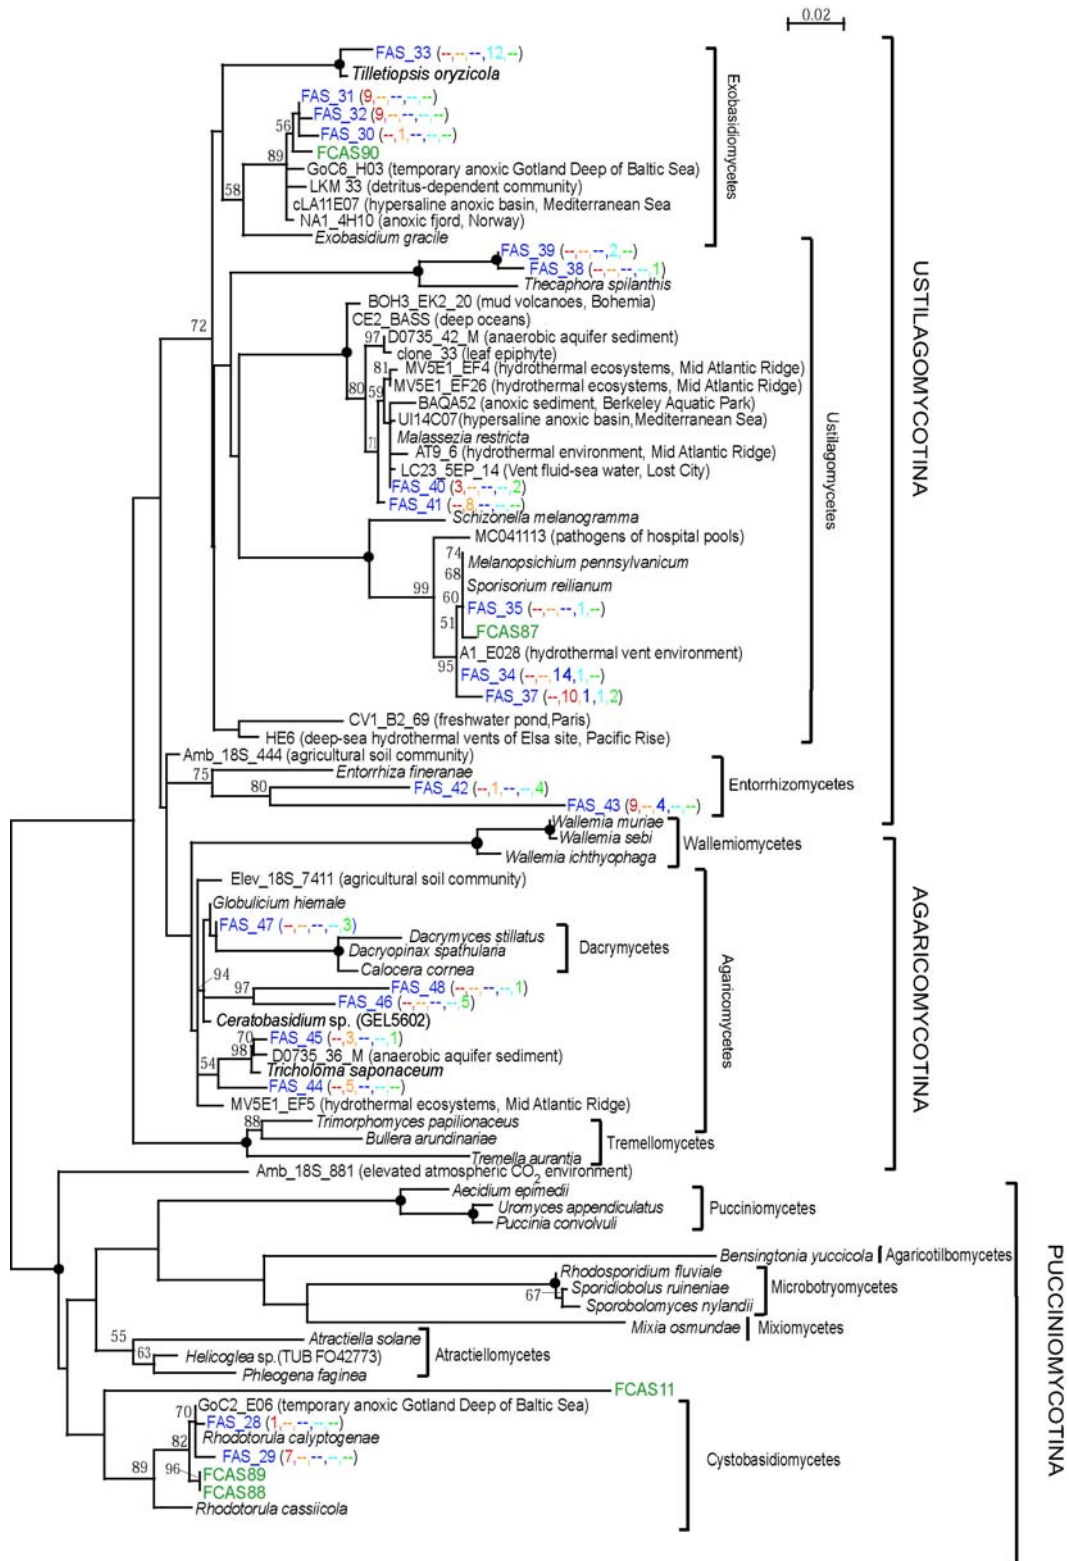 0.02
FAS_33 (--,--,--,12,--)
Tilletiopsis oryzicola
FAS_31 (9,--,--,--,--)
FAS_32 (9,--,--,--,--)
56
FAS_30 (--,1,--,--,--)
FCAS90
89
GoC6_H03 (temporary anoxic Gotland Deep of Baltic Sea)
LKM 33 (detritus-dependent community)
58
cLA11E07 (hypersaline anoxic basin, Mediterranean Sea
NA1_4H10 (anoxic fjord, Norway)
Exobasidium gracile
Exobasidiomycetes
FAS_39 (--,--,--,2,--)
FAS_38 (--,--,--,--,1)
Thecaphora spilanthis
BOH3_EK2_20 (mud volcanoes, Bohemia)
CE2_BASS (deep oceans)
72
97
D0735_42_M (anaerobic aquifer sediment)
clone_33 (leaf epiphyte)
81
MV5E1_EF4 (hydrothermal ecosystems, Mid Atlantic Ridge)
80
59
MV5E1_EF26 (hydrothermal ecosystems, Mid Atlantic Ridge)
BAQA52 (anoxic sediment, Berkeley Aquatic Park)
UI14C07(hypersaline anoxic basin,Mediterranean Sea)
71
Malassezia restricta
AT9_6 (hydrothermal environment, Mid Atlantic Ridge)
LC23_5EP_14 (Vent fluid-sea water, Lost City)
FAS_40 (3,--,--,--,2)
FAS_41 (--,8,--,--,--)
Schizonella melanogramma
MC041113 (pathogens of hospital pools)
74
Melanopsichium pennsylvanicum
68
Sporisorium reilianum
99
60
FAS_35 (--,--,--,1,--)
51
FCAS87
A1_E028 (hydrothermal vent environment)
95
FAS_34 (--,--,14,1,--)
FAS_37 (--,10,1,1,2)
CV1_B2_69 (freshwater pond,Paris)
HE6 (deep-sea hydrothermal vents of Elsa site, Pacific Rise)
Ustilagomycetes
USTILAGOMYCOTINA
Amb_18S_444 (agricultural soil community)
75
Entorrhiza fineranae
80
FAS_42 (--,1,--,--,4)
FAS_43 (9,--,4,--,--)
Entorrhizomycetes
Wallemia muriae
Wallemia sebi
Wallemia ichthyophaga
Wallemiomycetes
Elev_18S_7411 (agricultural soil community)
Globulicium hiemale
FAS_47 (--,--,--,--,3)
Dacrymyces stillatus
Dacryopinax spathularia
Calocera cornea
Dacrymycetes
94
97
FAS_48 (--,--,--,--,1)
FAS_46 (--,--,--,--,5)
Ceratobasidium sp. (GEL5602)
70
FAS_45 (--,3,--,--,1)
98
D0735_36_M (anaerobic aquifer sediment)
54
Tricholoma saponaceum
FAS_44 (--,5,--,--,--)
MV5E1_EF5 (hydrothermal ecosystems, Mid Atlantic Ridge)
Agaricomycetes
88
Trimorphomyces papilionaceus
Bullera arundinariae
Tremella aurantia
Tremellomycetes
AGARICOMYCOTINA
Amb_18S_881 (elevated atmospheric CO2 environment)
Aecidium epimedii
Uromyces appendiculatus
Puccinia convolvuli
Pucciniomycetes
Bensingtonia yuccicola
Agaricotilbomycetes
Rhodosporidium fluviale
67
Sporidiobolus ruineniae
Sporobolomyces nylandii
Microbotryomycetes
Mixia osmundae
Mixiomycetes
55
Atractiella solane
63
Helicoglea sp.(TUB FO42773)
Phleogena faginea
Atractiellomycetes
FCAS11
70
GoC2_E06 (temporary anoxic Gotland Deep of Baltic Sea)
FAS_28 (1,--,--,--,--)
Rhodotorula calyptogenae
82
FAS_29 (7,--,--,--,--)
89
96
FCAS89
FCAS88
Rhodotorula cassiicola
Cystobasidiomycetes
PUCCINIOMYCOTINA